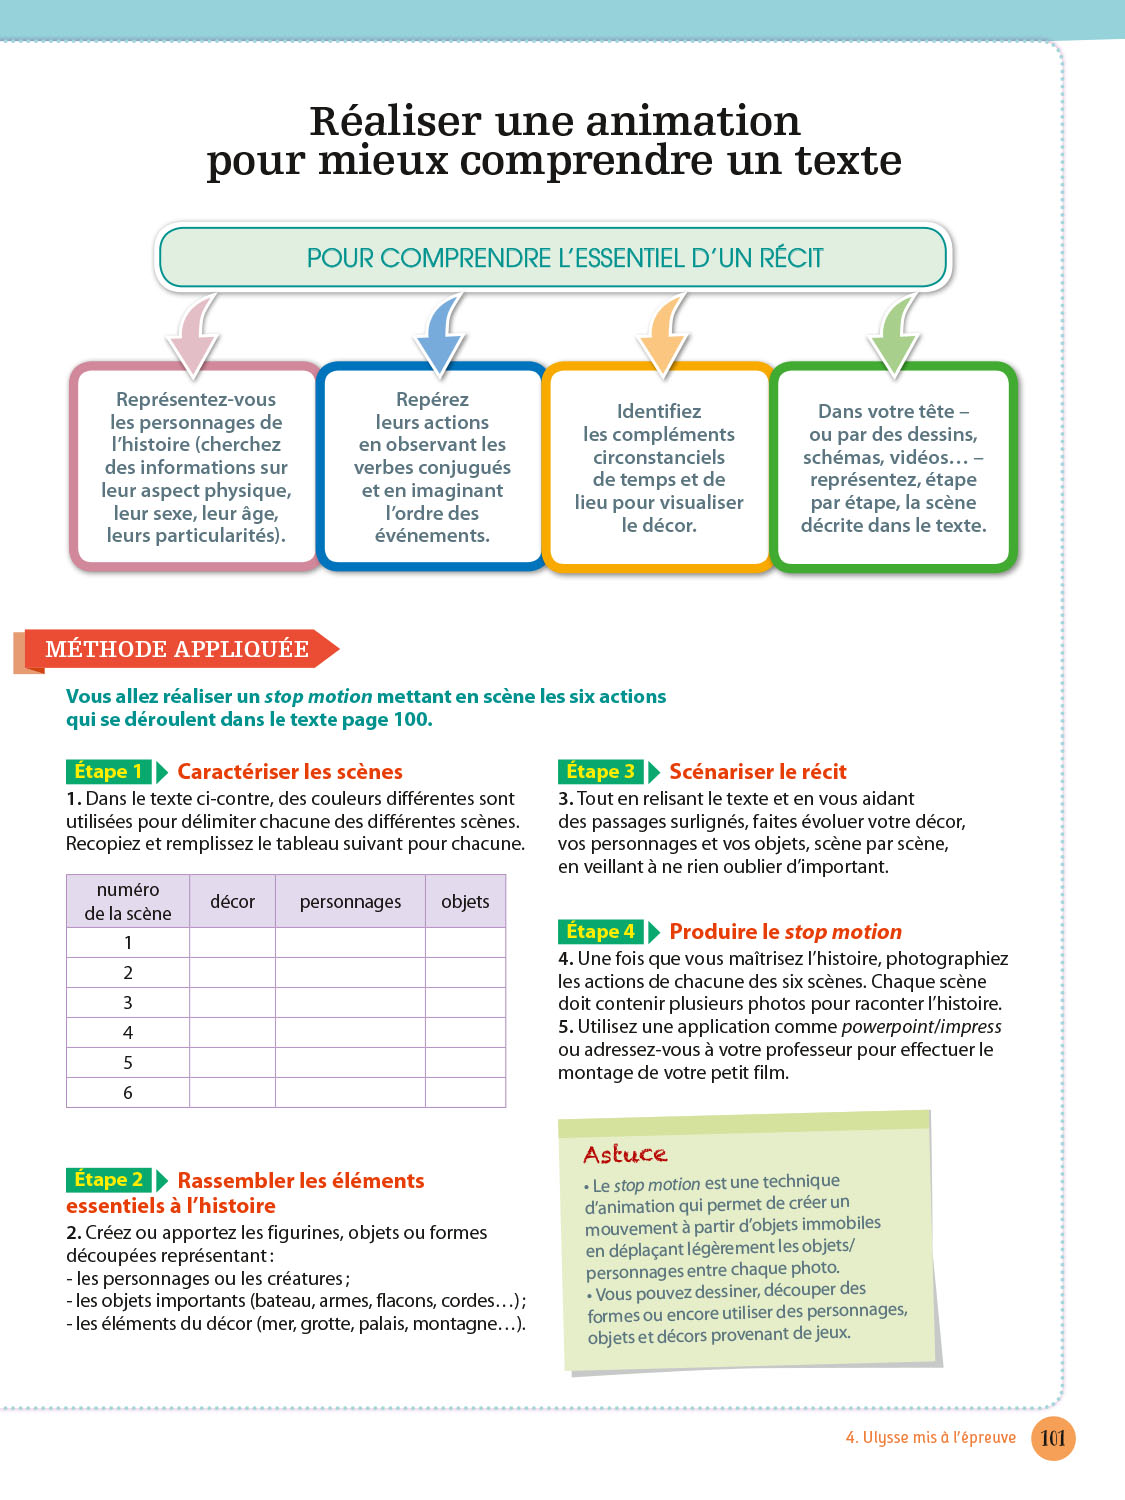 Réaliser une animation
pour mieux comprendre un texte
POUR COMPRENDRE L'ESSENTIEL D'UN RÉCIT
Représentez-vous
les personnages de
l'histoire (cherchez
des informations sur
leur aspect physique,
leur sexe, leur âge,
leurs particularités).
Repérez
leurs actions
en observant les
verbes conjugués
et en imaginant
l'ordre des
événements.
Identifiez
les compléments
circonstanciels
de temps et de
lieu pour visualiser
le décor.
Dans votre tête –
ou par des dessins,
schémas, vidéos… –
représentez, étape
par étape, la scène
décrite dans le texte.
MÉTHODE APPLIQUÉE
Vous allez réaliser un stop motion mettant en scène les six actions
qui se déroulent dans le texte page 100.
Étape 1 Caractériser les scènes
1. Dans le texte ci-contre, des couleurs différentes sont
utilisées pour délimiter chacune des différentes scènes.
Recopiez et remplissez le tableau suivant pour chacune.
numéro
de la scène
décor
personnages
objets
1
2
3
4
5
6
Étape 2 Rassembler les éléments
essentiels à l'histoire
2. Créez ou apportez les figurines, objets ou formes
découpées représentant :
- les personnages ou les créatures ;
- les objets importants (bateau, armes, flacons, cordes…) ;
- les éléments du décor (mer, grotte, palais, montagne…).
Étape 3 Scénariser le récit
3. Tout en relisant le texte et en vous aidant
des passages surlignés, faites évoluer votre décor,
vos personnages et vos objets, scène par scène,
en veillant à ne rien oublier d'important.
Étape 4 Produire le stop motion
4. Une fois que vous maîtrisez l'histoire, photographiez
les actions de chacune des six scènes. Chaque scène
doit contenir plusieurs photos pour raconter l'histoire.
5. Utilisez une application comme powerpoint/impress
ou adressez-vous à votre professeur pour effectuer le
montage de votre petit film.
Astuce
• Le stop motion est une technique
d'animation qui permet de créer un
mouvement à partir d'objets immobiles
en déplaçant légèrement les objets/
personnages entre chaque photo.
• Vous pouvez dessiner, découper des
formes ou encore utiliser des personnages,
objets et décors provenant de jeux.
4. Ulysse mis à l'épreuve
101